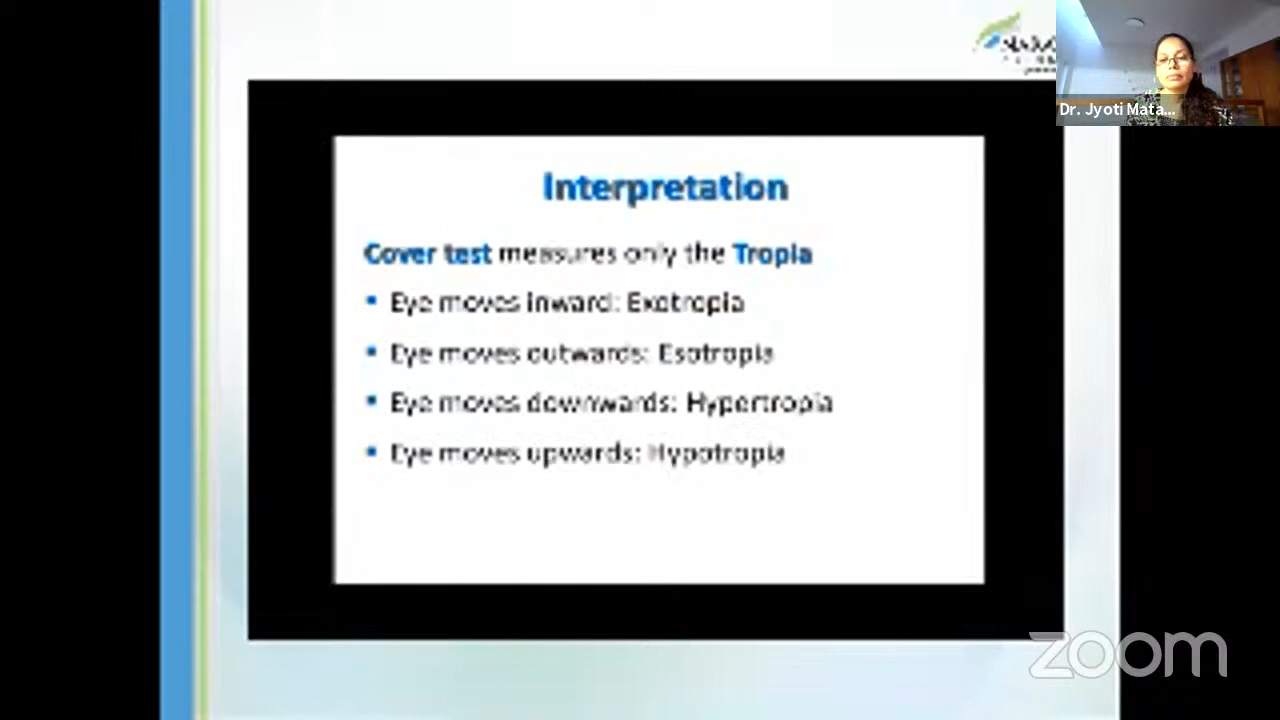 Dr. Jyoti Mata...
Interpretation
Cover test measures only the Tropia
▪ Eye moves inward: Exotropia
▪ Eye moves outwards: Esotropia
▪ Eye moves downwards: Hypertropia
▪ Eye moves upwards: Hypotropia
zoom